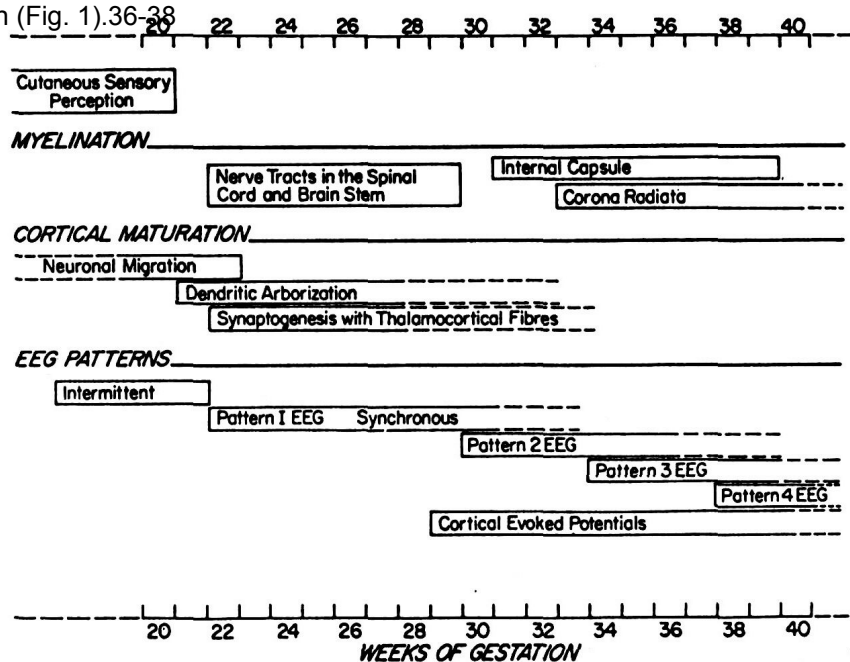 n (Fig. 1).36-38
20 22 24 26 28 30 32 34 36 38 40
Cutaneous Sensory
Perception
MYELINATION
Nerve Tracts in the Spinal
Cord and Brain Stem
Internal Capsule
Corona Radiata
CORTICAL MATURATION
Neuronal Migration
Dendritic Arborization
Synaptogenesis with Thalamocortical Fibres
EEG PATTERNS
Intermittent
Pattern I EEG Synchronous
Pattern 2 EEG
Pattern 3 EEG
Pattern 4 EEG
Cortical Evoked Potentials
20 22 24 26 28 30 32 34 36 38 40
WEEKS OF GESTATION